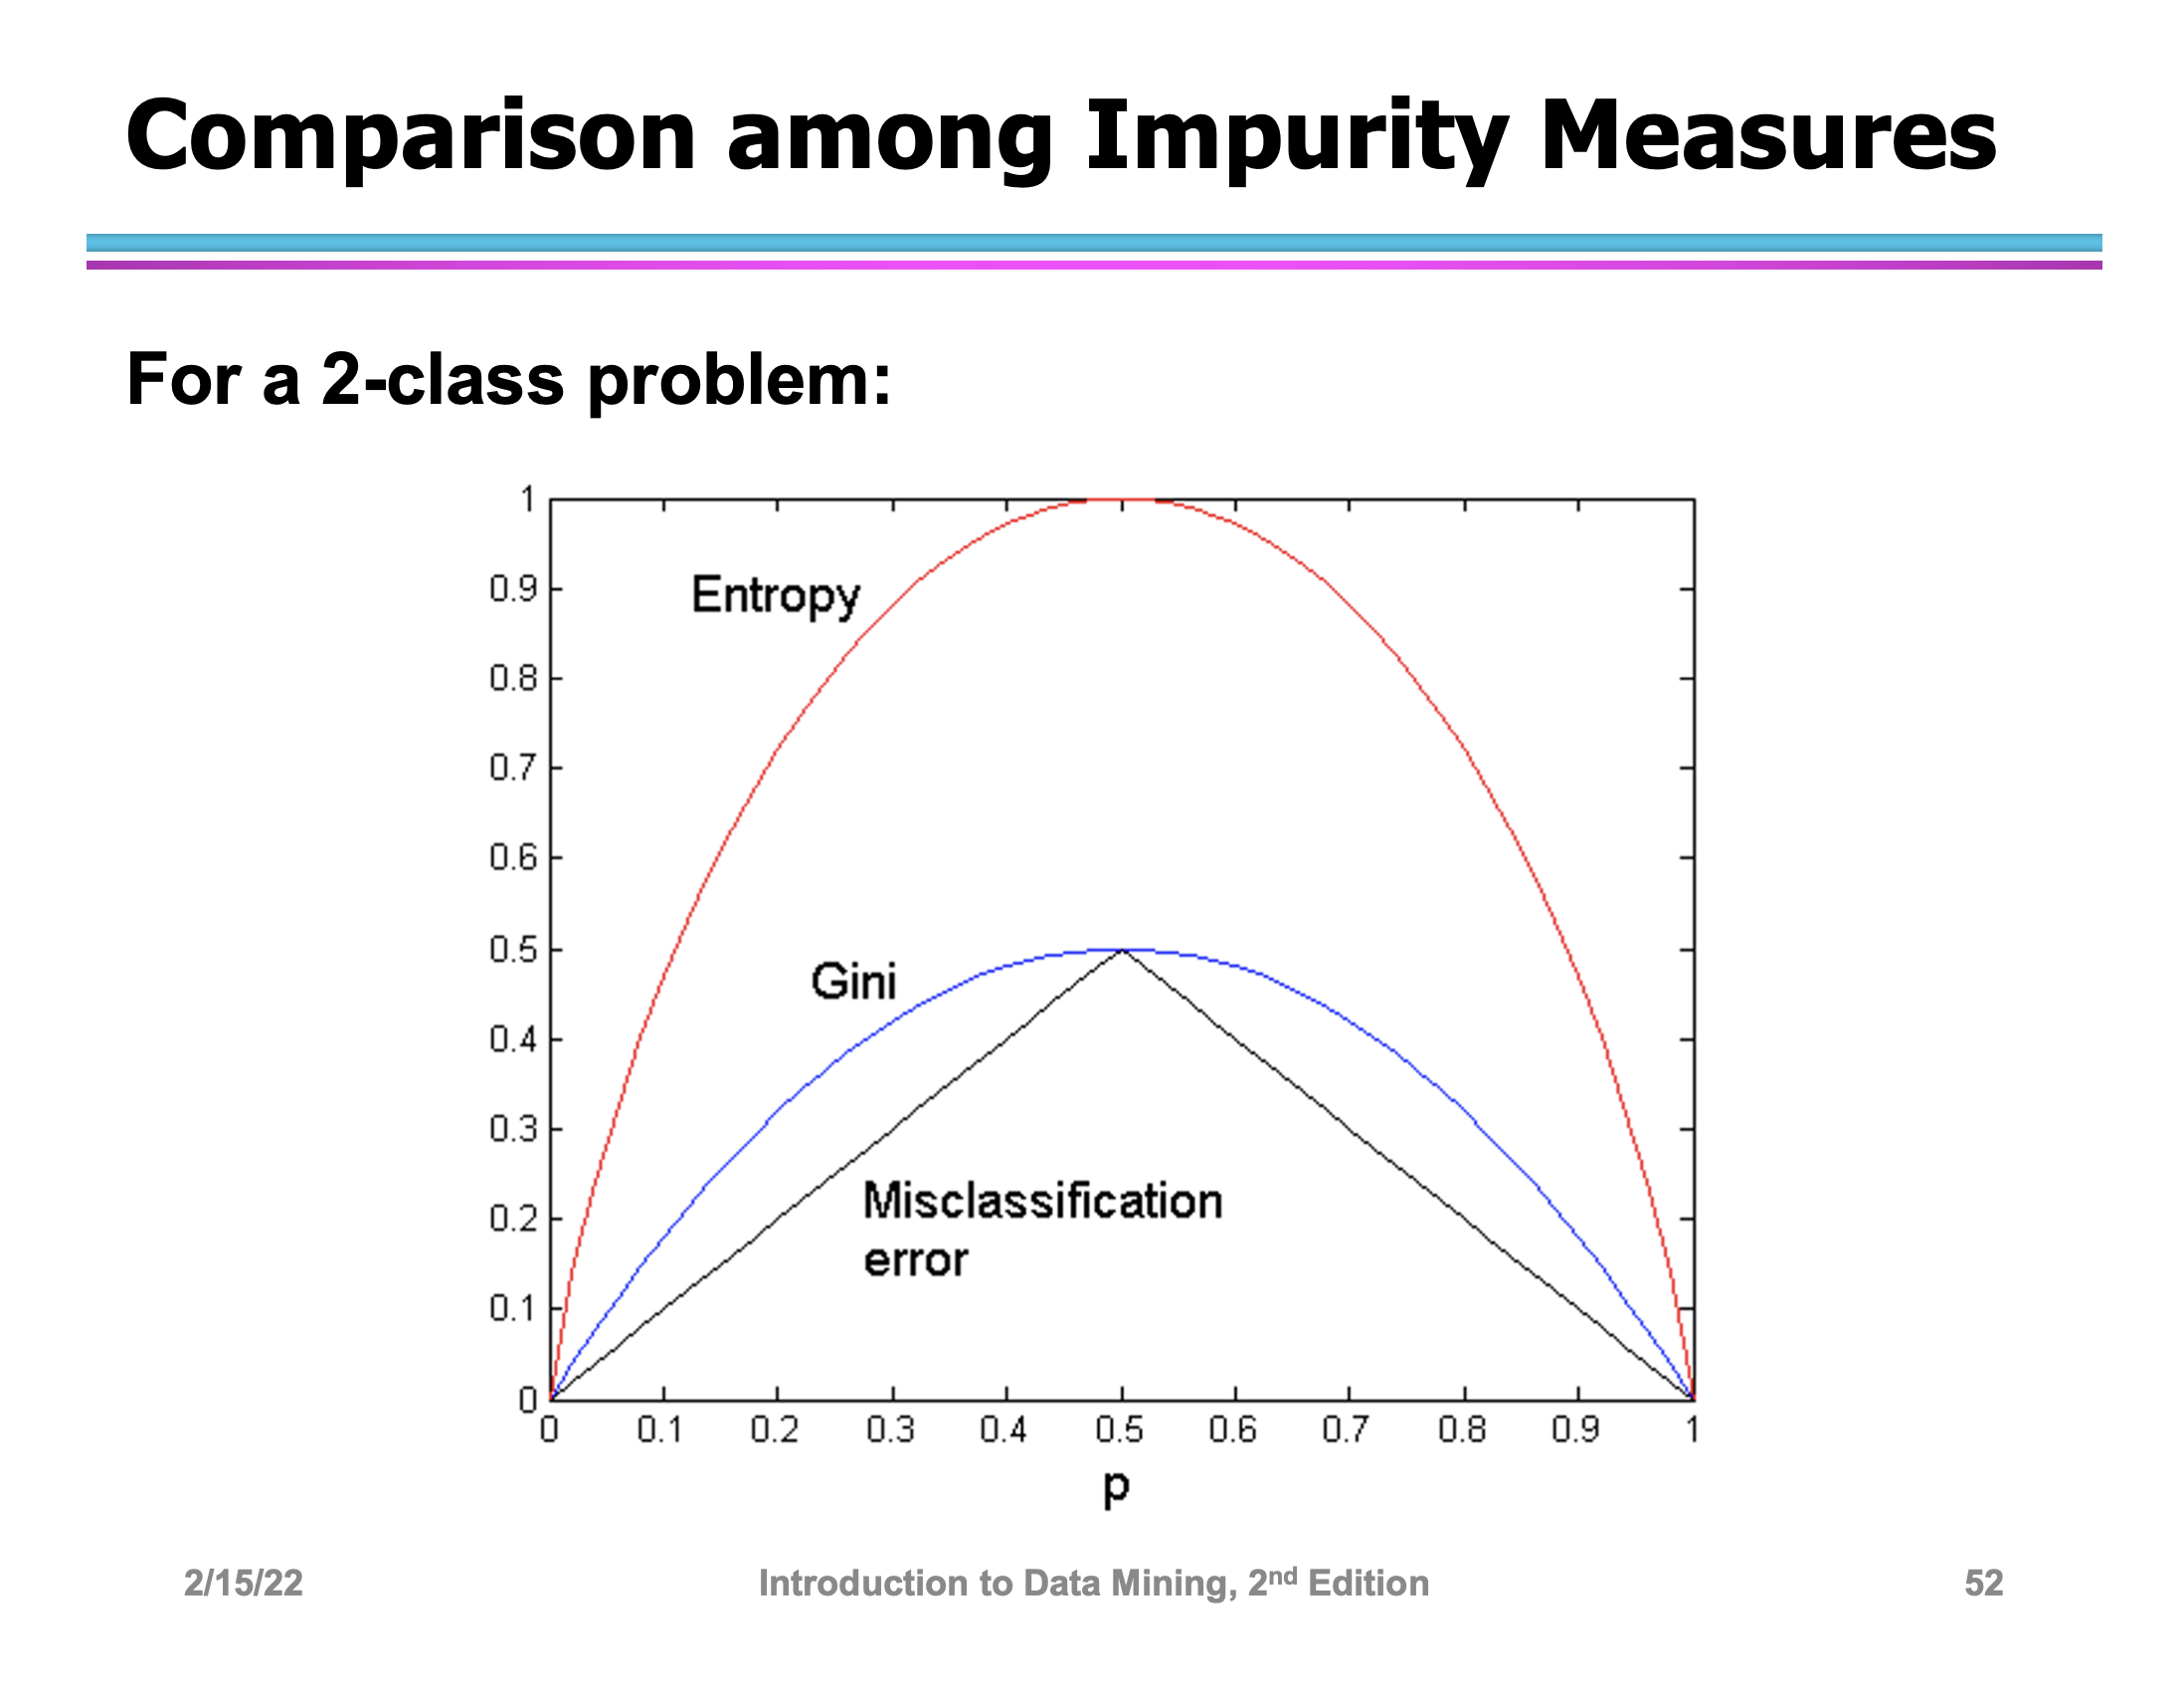 Comparison among Impurity Measures
For a 2-class problem:
1
0.9
Entropy
0.8
0.7
0.6
0.5
Gini
0.4
0.3
0.2
Misclassification
error
0.1
0
0 0.1 0.2 0.3 0.4 0.5 0.6 0.7 0.8 0.9 1
p
2/15/22 Introduction to Data Mining, 2nd Edition 52